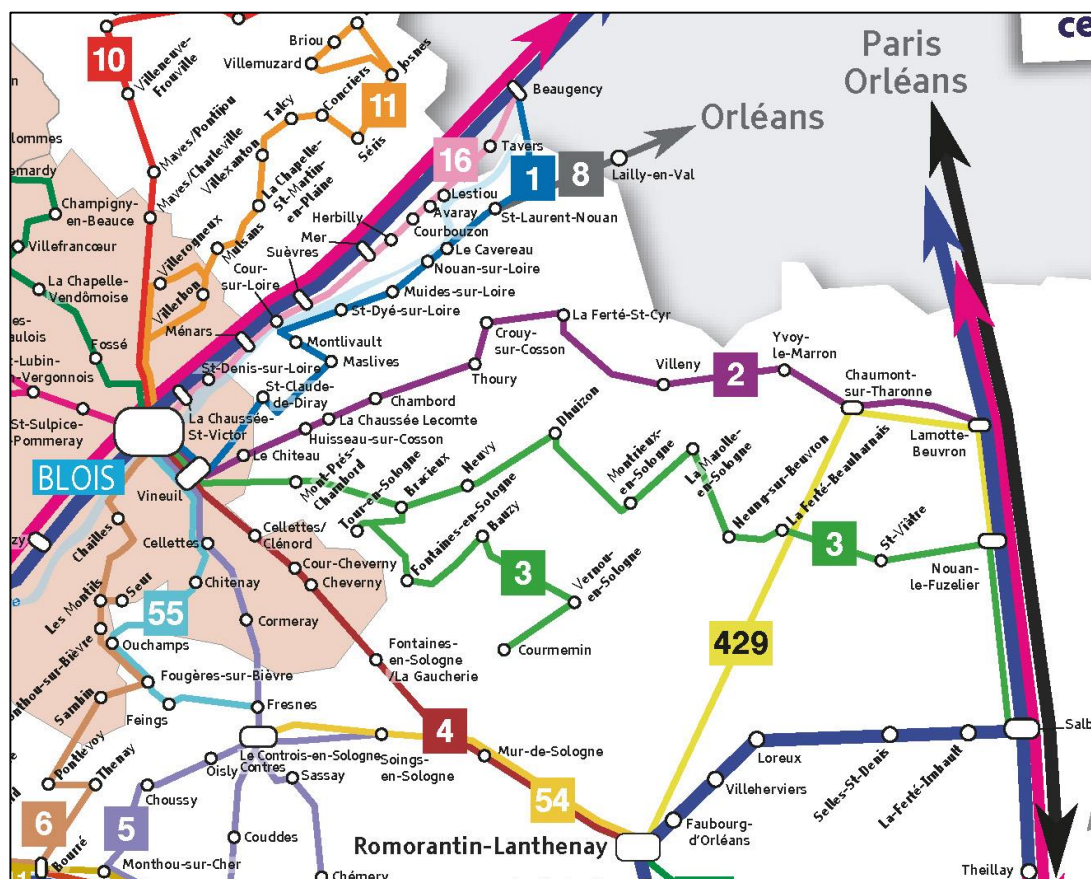 ce
Paris
Orléans
Orléans
10
Villeneuve-
Frouville
Briou
Villemuzard
Josnes
Concriers
11
Talcy
Séris
Beaugency
16
Tavers
1
8
Lailly-en-Val
Maves/Pontijou
Maves/Charleville
Villexanton
La Chapelle-
St-Martin-
en-Plaine
Lestiou
Avaray
Courbouzon
Herbilly
St-Laurent-Nouan
Champigny-
en-Beauce
Villefrancœur
Villerogneux
Mulsans
Mer
Suèvres
Cour-
sur-Loire
Le Cavereau
Nouan-sur-Loire
Muides-sur-Loire
St-Dyé-sur-Loire
La Chapelle-
Vendômoise
Villerbon
Ménars
Montlivault
Maslives
La Ferté-St-Cyr
Crouy-
sur-Cosson
Thoury
Fossé
St-Denis-sur-Loire
St-Claude-
de-Diray
Villeny
2
Yvoy-
le-Marron
Chaumont-
sur-Tharonne
Lamotte-
Beuvron
St-Sulpice-
-Pommeray
La Chaussée-
St-Victor
Chambord
La Chaussée Lecomte
Huisseau-sur-Cosson
Le Chiteau
BLOIS
Vineuil
Mont-Prés-
Chambord
Tour-en-Sologne
Bracieux
Neuvy
Dhuizon
Montrieux-
en-Sologne
La Marolle-
en-Sologne
Neung-sur-Beuvron
La Ferté-Beauharnais
3
St-Viâtre
Nouan-
le-Fuzelier
Fontaines-en-Sologne
Bauzy
3
Vernou-
en-Sologne
Courmemin
Chailles
Cellettes
Cellettes/
Clénord
Cour-Cheverny
Cheverny
Les Montils
Seur
55
Chitenay
Cormeray
Ouchamps
Fougères-sur-Bièvre
Fontaines-
en-Sologne
/La Gaucherie
429
Sambin
Feings
Fresnes
4
Pontlevoy
Thenay
Oisly
Le Controis-en-Sologne
Contres
Sassay
Soings-
en-Sologne
Mur-de-Sologne
54
Choussy
6
5
Couddes
Bourré
Monthou-sur-Cher
Chémery
Romorantin-Lanthenay
Faubourg-
d'Orléans
Villeherviers
Loreux
Selles-St-Denis
La-Ferté-Imbault
Salb
Theillay